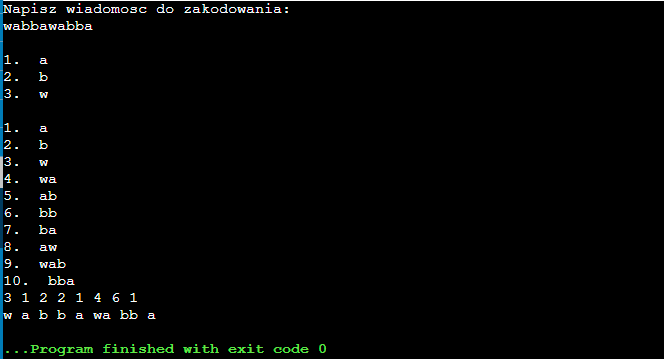 Napisz wiadomosc do zakodowania:
wabbawabba
1.  a
2.  b
3.  w
1.  a
2.  b
3.  w
4.  wa
5.  ab
6.  bb
7.  ba
8.  aw
9.  wab
10.  bba
3 1 2 2 1 4 6 1
w a b b a wa bb a
...Program finished with exit code 0